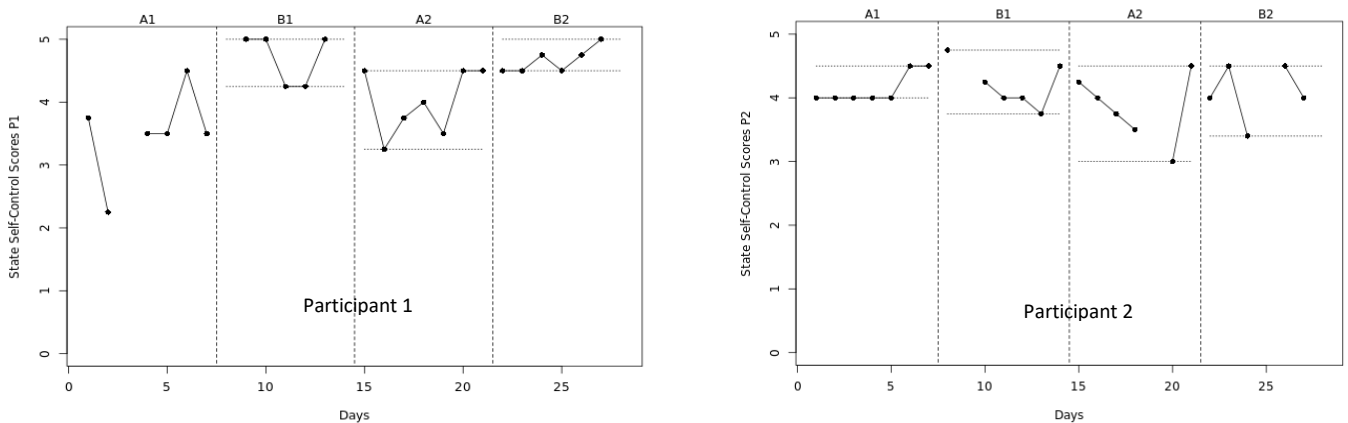 A1 B1 A2 B2
State Self-Control Scores P1
5
4
3
2
1
0
Participant 1
0 5 10 15 20 25
Days
A1 B1 A2 B2
State Self-Control Scores P2
5
4
3
2
1
0
Participant 2
0 5 10 15 20 25
Days